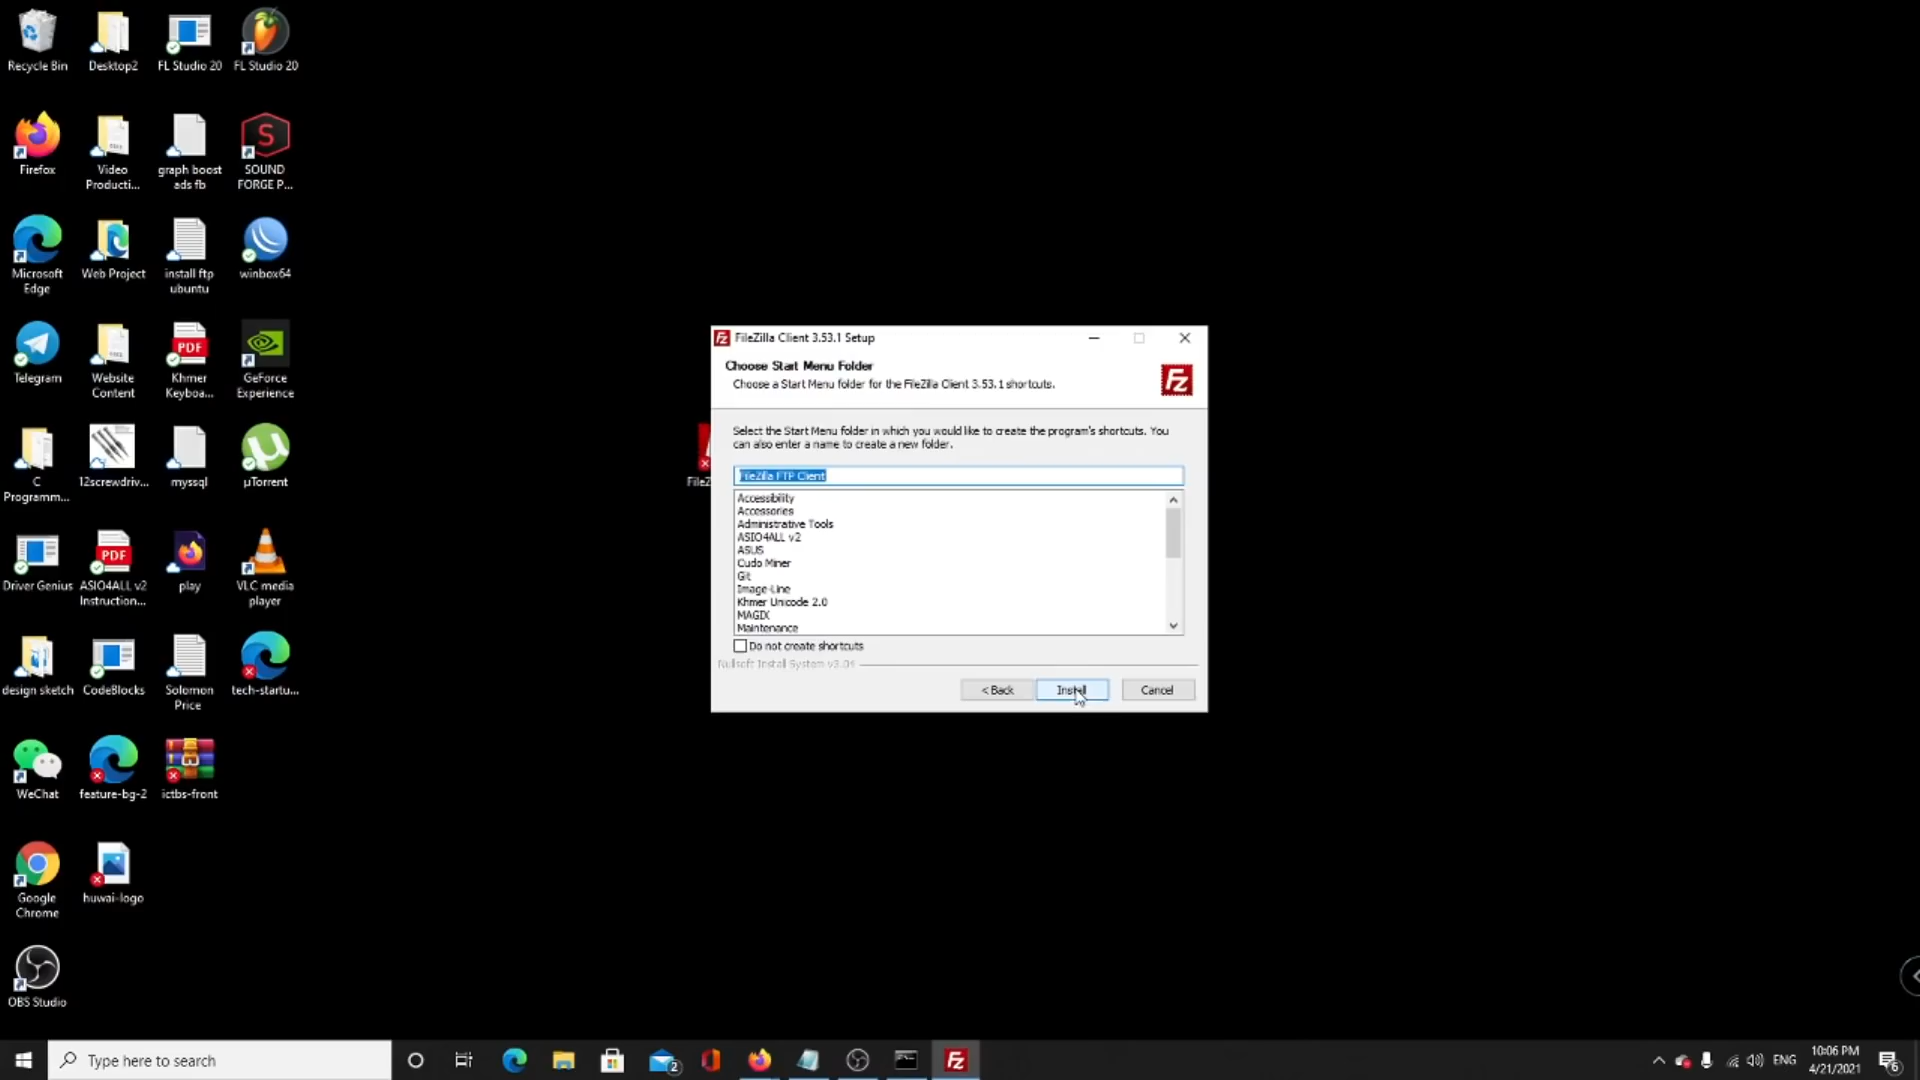 Recycle Bin
Desktop2
FL Studio 20
FL Studio 20
Firefox
Video
Producti...
graph boost
ads fb
SOUND
FORGE P...
Microsoft
Edge
Web Project
install ftp
ubuntu
winbox64
Telegram
Website
Content
Khmer
Keyboa...
GeForce
Experience
C
Programm...
12screwdriv...
myssql
µTorrent
Driver Genius
ASIO4ALL v2
Instruction...
play
VLC media
player
design sketch
CodeBlocks
Solomon
Price
tech-startu...
WeChat
feature-bg-2
ictbs-front
Google
Chrome
huwai-logo
OBS Studio
FileZilla Client 3.53.1 Setup
Choose Start Menu Folder
Choose a Start Menu folder for the FileZilla Client 3.53.1 shortcuts.
Select the Start Menu folder in which you would like to create the program's shortcuts. You
can also enter a name to create a new folder.
FileZilla FTP Client
Accessibility
Accessories
Administrative Tools
ASIO4ALL v2
ASUS
Cudo Miner
Git
Image-Line
Khmer Unicode 2.0
MAGIX
Maintenance
Do not create shortcuts
Nullsoft Install System
< Back
Install
Cancel
Type here to search
2
ENG
10:06 PM
4/21/2021
6